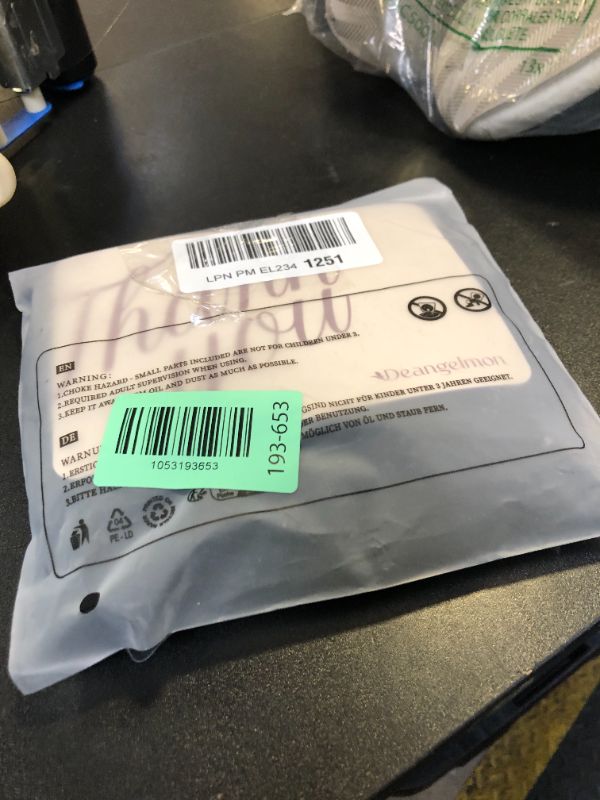 LPN PM EL234 1251
Thank
you
EN
WARNING:
1.CHOKE HAZARD - SMALL PARTS INCLUDED ARE NOT FOR CHILDREN UNDER 3.
2.REQUIRED ADULT SUPERVISION WHEN USING.
3.KEEP IT OIL AND DUST AS MUCH AS POSSIBLE.
Deangelmon
DE
SIND NICHT FÜR KINDER UNTER 3 JAHREN GEEIGNET.
BENUTZUNG.
VON ÖL UND STAUB FERN.
1053193653
193-653
04
PE-LD
138